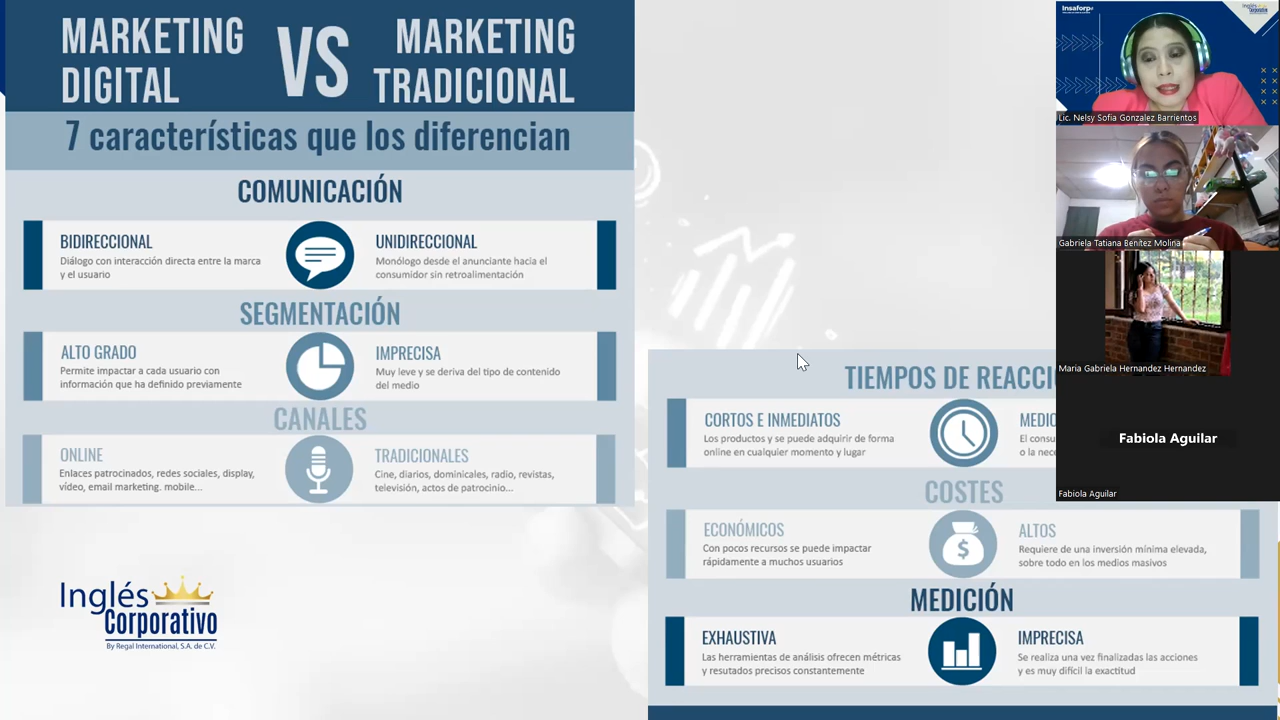 MARKETING
DIGITAL
VS
MARKETING
TRADICIONAL
7 características que los diferencian
COMUNICACIÓN
BIDIRECCIONAL
Diálogo con interacción directa entre la marca
y el usuario
UNIDIRECCIONAL
Monólogo desde el anunciante hacia el
consumidor sin retroalimentación
SEGMENTACIÓN
ALTO GRADO
Permite impactar a cada usuario con
información que ha definido previamente
IMPRECISA
Muy leve y se deriva del tipo de contenido
del medio
CANALES
ONLINE
Enlaces patrocinados, redes sociales, display,
vídeo, email marketing. mobile...
TRADICIONALES
Cine, diarios, dominicales, radio, revistas,
televisión, actos de patrocinio...
Inglés
Corporativo
By Regal International, S.A. de C.V.
TIEMPOS DE REACCI
CORTOS E INMEDIATOS
Los productos y se puede adquirir de forma
online en cualquier momento y lugar
MEDIO
El consu
o la nece
COSTES
ECONÓMICOS
Con pocos recursos se puede impactar
rápidamente a muchos usuarios
$
ALTOS
Requiere de una inversión mínima elevada,
sobre todo en los medios masivos
MEDICIÓN
EXHAUSTIVA
Las herramientas de análisis ofrecen métricas
y resutados precisos constantemente
IMPRECISA
Se realiza una vez finalizadas las acciones
y es muy difícil la exactitud
Insaforp
Inglés
Corporativo
Lic. Nelsy Sofia Gonzalez Barrientos
Gabriela Tatiana Benítez Molina
Maria Gabriela Hernandez Hernandez
Fabiola Aguilar
Fabiola Aguilar